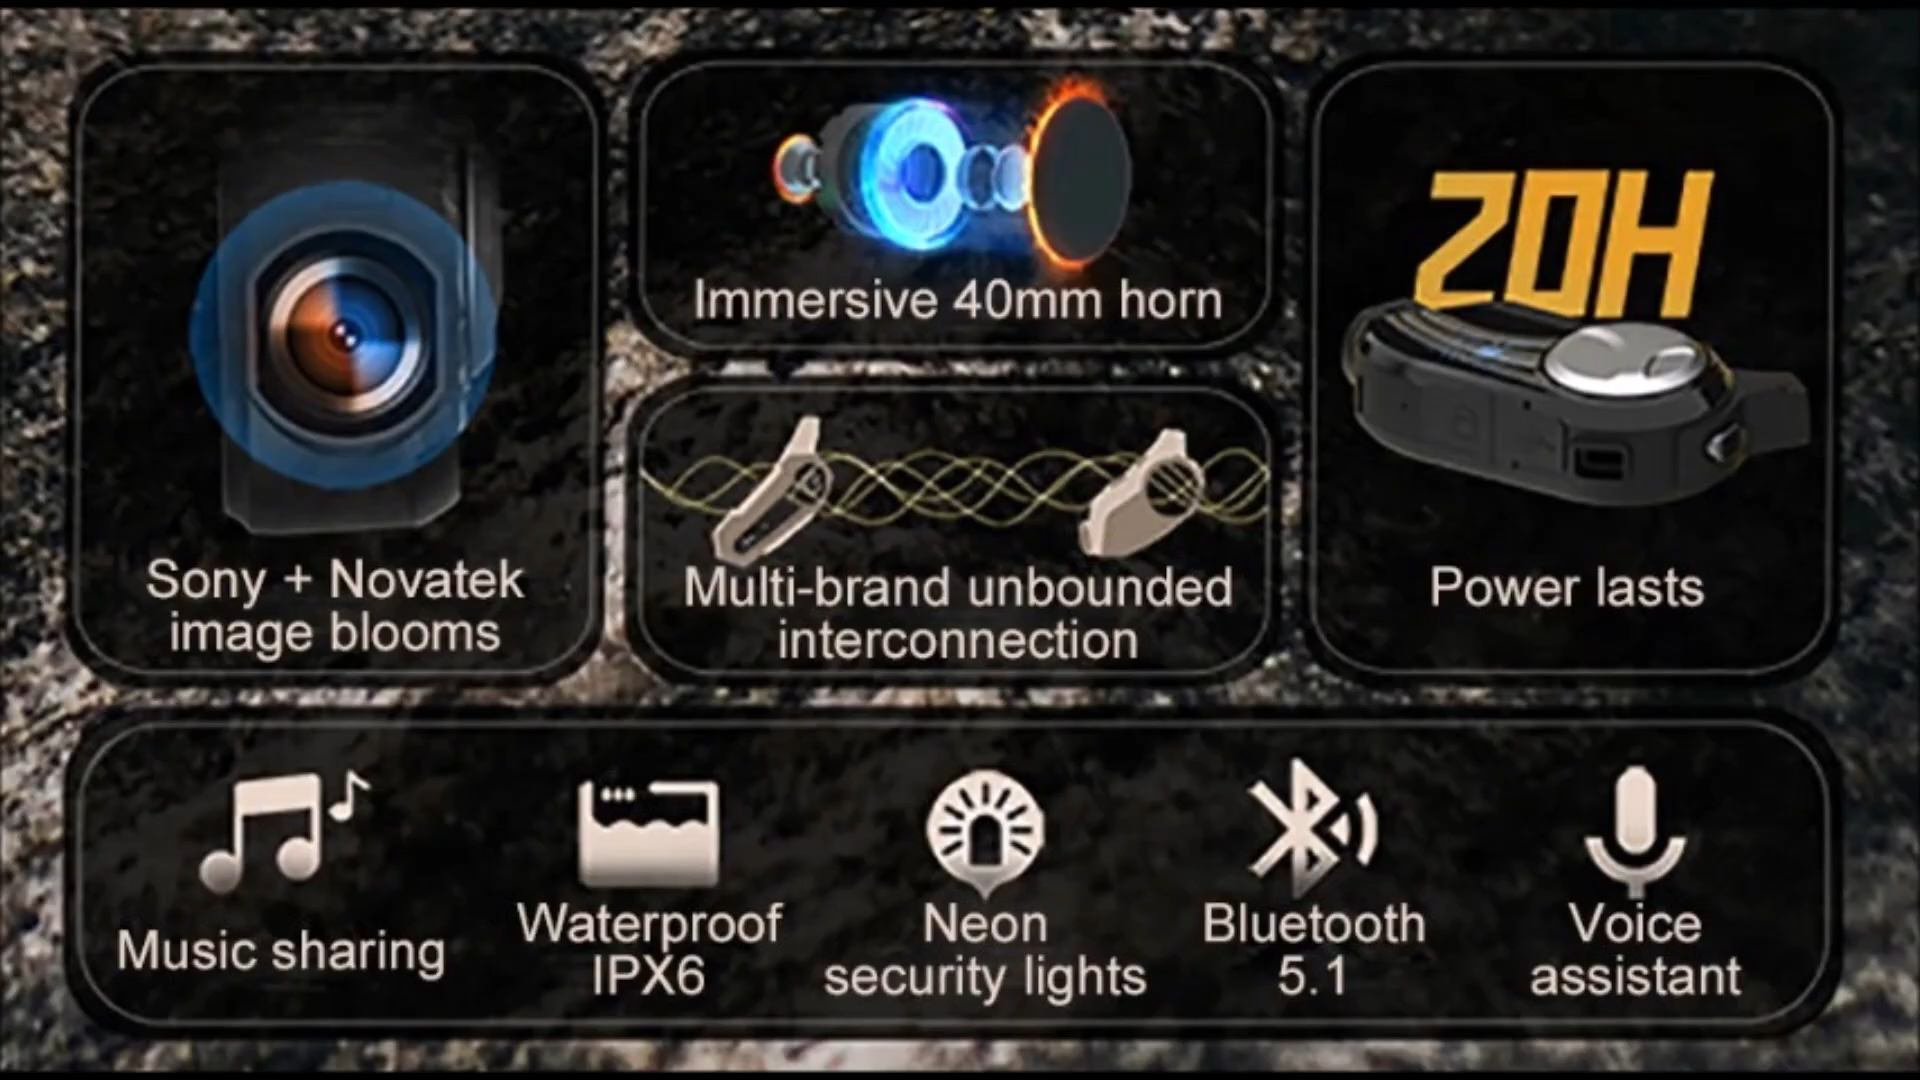 Sony + Novatek
image blooms
Immersive 40mm horn
Multi-brand unbounded
interconnection
20H
Power lasts
Music sharing
Waterproof
IPX6
Neon
security lights
Bluetooth
5.1
Voice
assistant